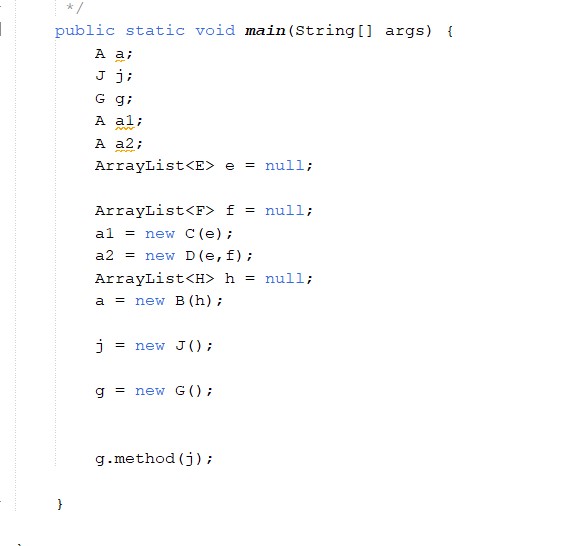 */
public static void main(String[] args) {
A a;
J j;
G g;
A a1;
A a2;
ArrayList<E> e = null;
ArrayList<F> f = null;
a1 = new C(e);
a2 = new D(e,f);
ArrayList<H> h = null;
a = new B(h);
j = new J();
g = new G();
g.method(j);
}